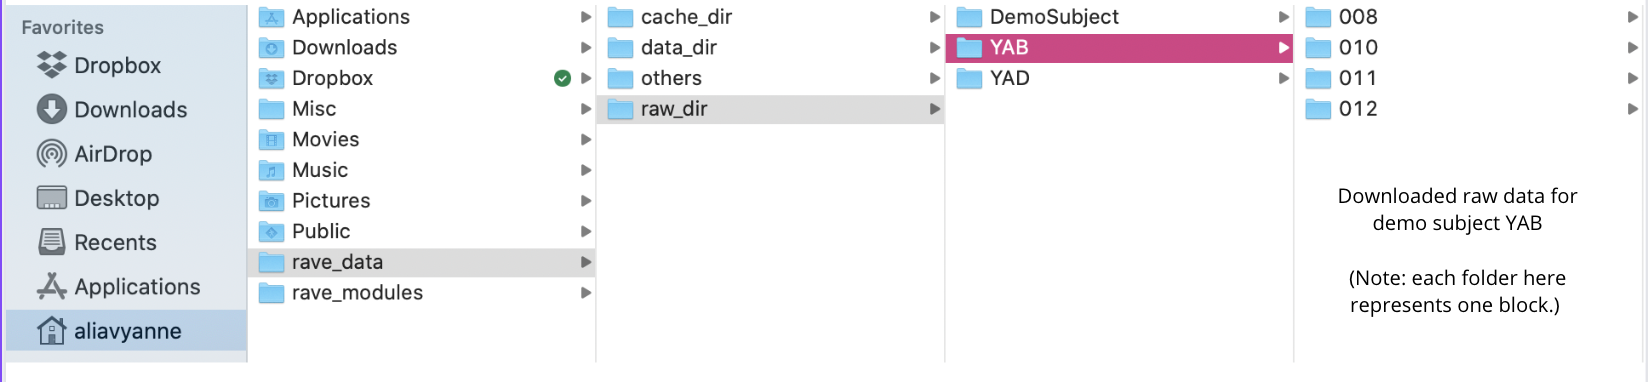 Favorites
Dropbox
Downloads
AirDrop
Desktop
Recents
Applications
aliavyanne
Applications
Downloads
Dropbox
Misc
Movies
Music
Pictures
Public
rave_data
rave_modules
cache_dir
data_dir
others
raw_dir
DemoSubject
YAB
YAD
008
010
011
012
Downloaded raw data for
demo subject YAB
(Note: each folder here
represents one block.)